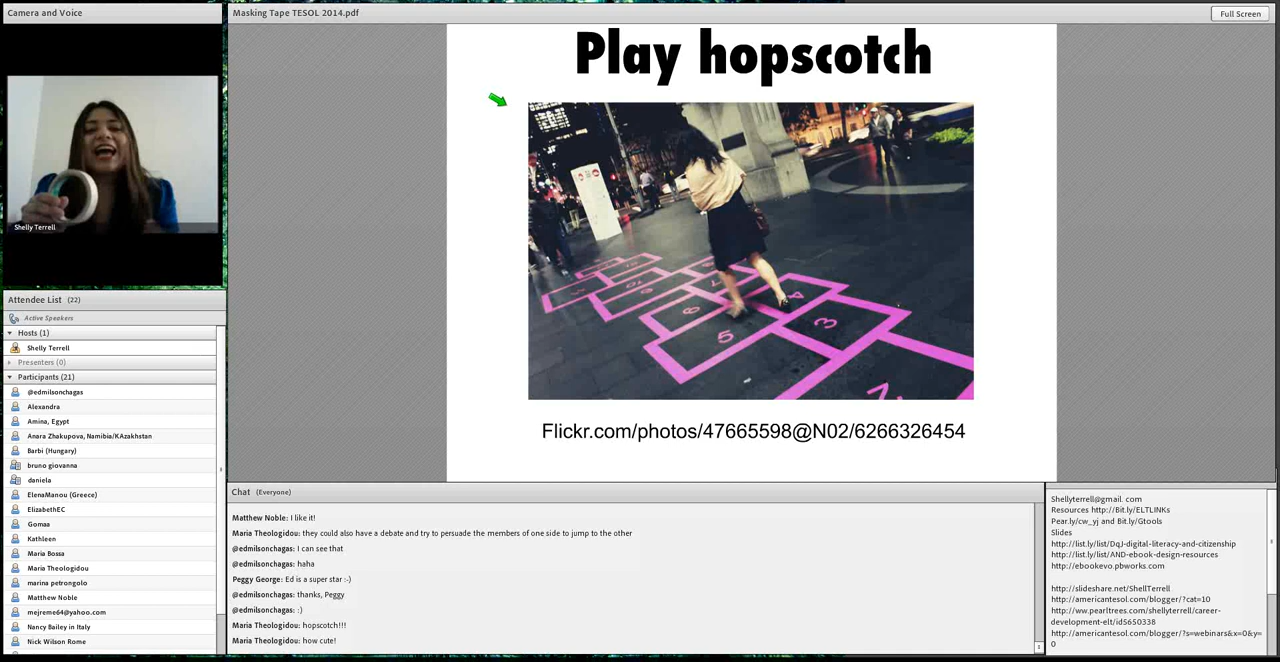 Camera and Voice
Shelly Terrell
Attendee List (22)
Active Speakers
Hosts (1)
Shelly Terrell
Presenters (0)
Participants (21)
@edmilsonchagas
Alexandra
Amina, Egypt
Anara Zhakupova, Namibia/KAzakhstan
Barbi (Hungary)
bruno giovanna
daniela
ElenaManou (Greece)
ElizabethEC
Gomaa
Kathleen
Maria Bossa
Maria Theologidou
marina petrongolo
Matthew Noble
mejreme64@yahoo.com
Nancy Bailey in Italy
Nick Wilson Rome
Masking Tape TESOL 2014.pdf
Full Screen
Play hopscotch
6
5
4
3
Flickr.com/photos/47665598@N02/6266326454
Chat (Everyone)
Matthew Noble: I like it!
Maria Theologidou: they could also have a debate and try to persuade the members of one side to jump to the other
@edmilsonchagas: I can see that
@edmilsonchagas: haha
Peggy George: Ed is a super star :-)
@edmilsonchagas: thanks, Peggy
@edmilsonchagas: :)
Maria Theologidou: hopscotch!!!
Maria Theologidou: how cute!
Shellyterrell@gmail. com
Resources http://Bit.ly/ELTLINKs
Pear.ly/cw_yj and Bit.ly/Gtools
Slides
http://list.ly/list/DqJ-digital-literacy-and-citizenship
http://list.ly/list/AND-ebook-design-resources
http://ebookevo.pbworks.com
http://slideshare.net/ShellTerrell
http://americantesol.com/blogger/?cat=10
http://ww.pearltrees.com/shellyterrell/career-
development-elt/id5650338
http://americantesol.com/blogger/?s=webinars&x=0&y=
0